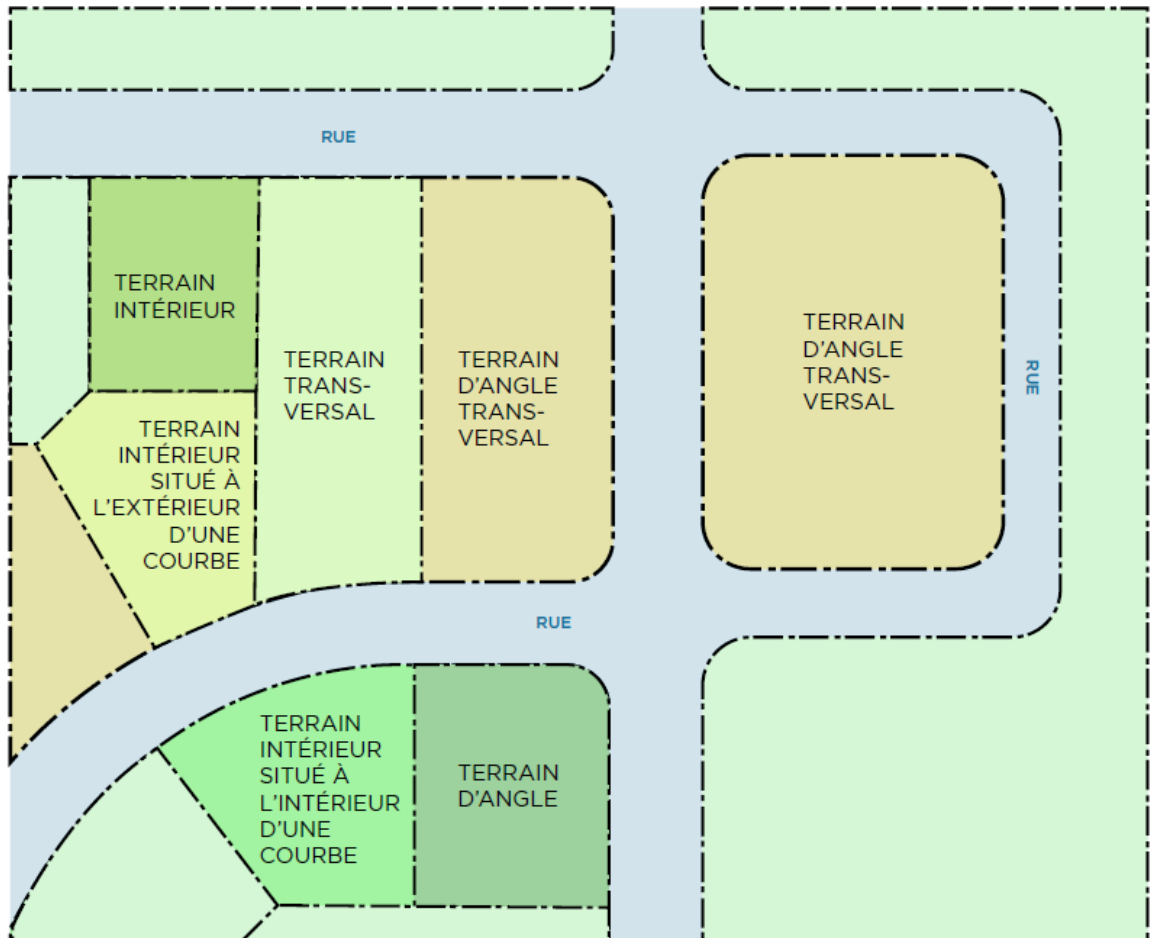 RUE
TERRAIN
INTÉRIEUR
TERRAIN
TRANS-
VERSAL
TERRAIN
D'ANGLE
TRANS-
VERSAL
TERRAIN
D'ANGLE
TRANS-
VERSAL
RUE
TERRAIN
INTÉRIEUR
SITUÉ À
L'EXTÉRIEUR
D'UNE
COURBE
RUE
TERRAIN
INTÉRIEUR
SITUÉ À
L'INTÉRIEUR
D'UNE
COURBE
TERRAIN
D'ANGLE